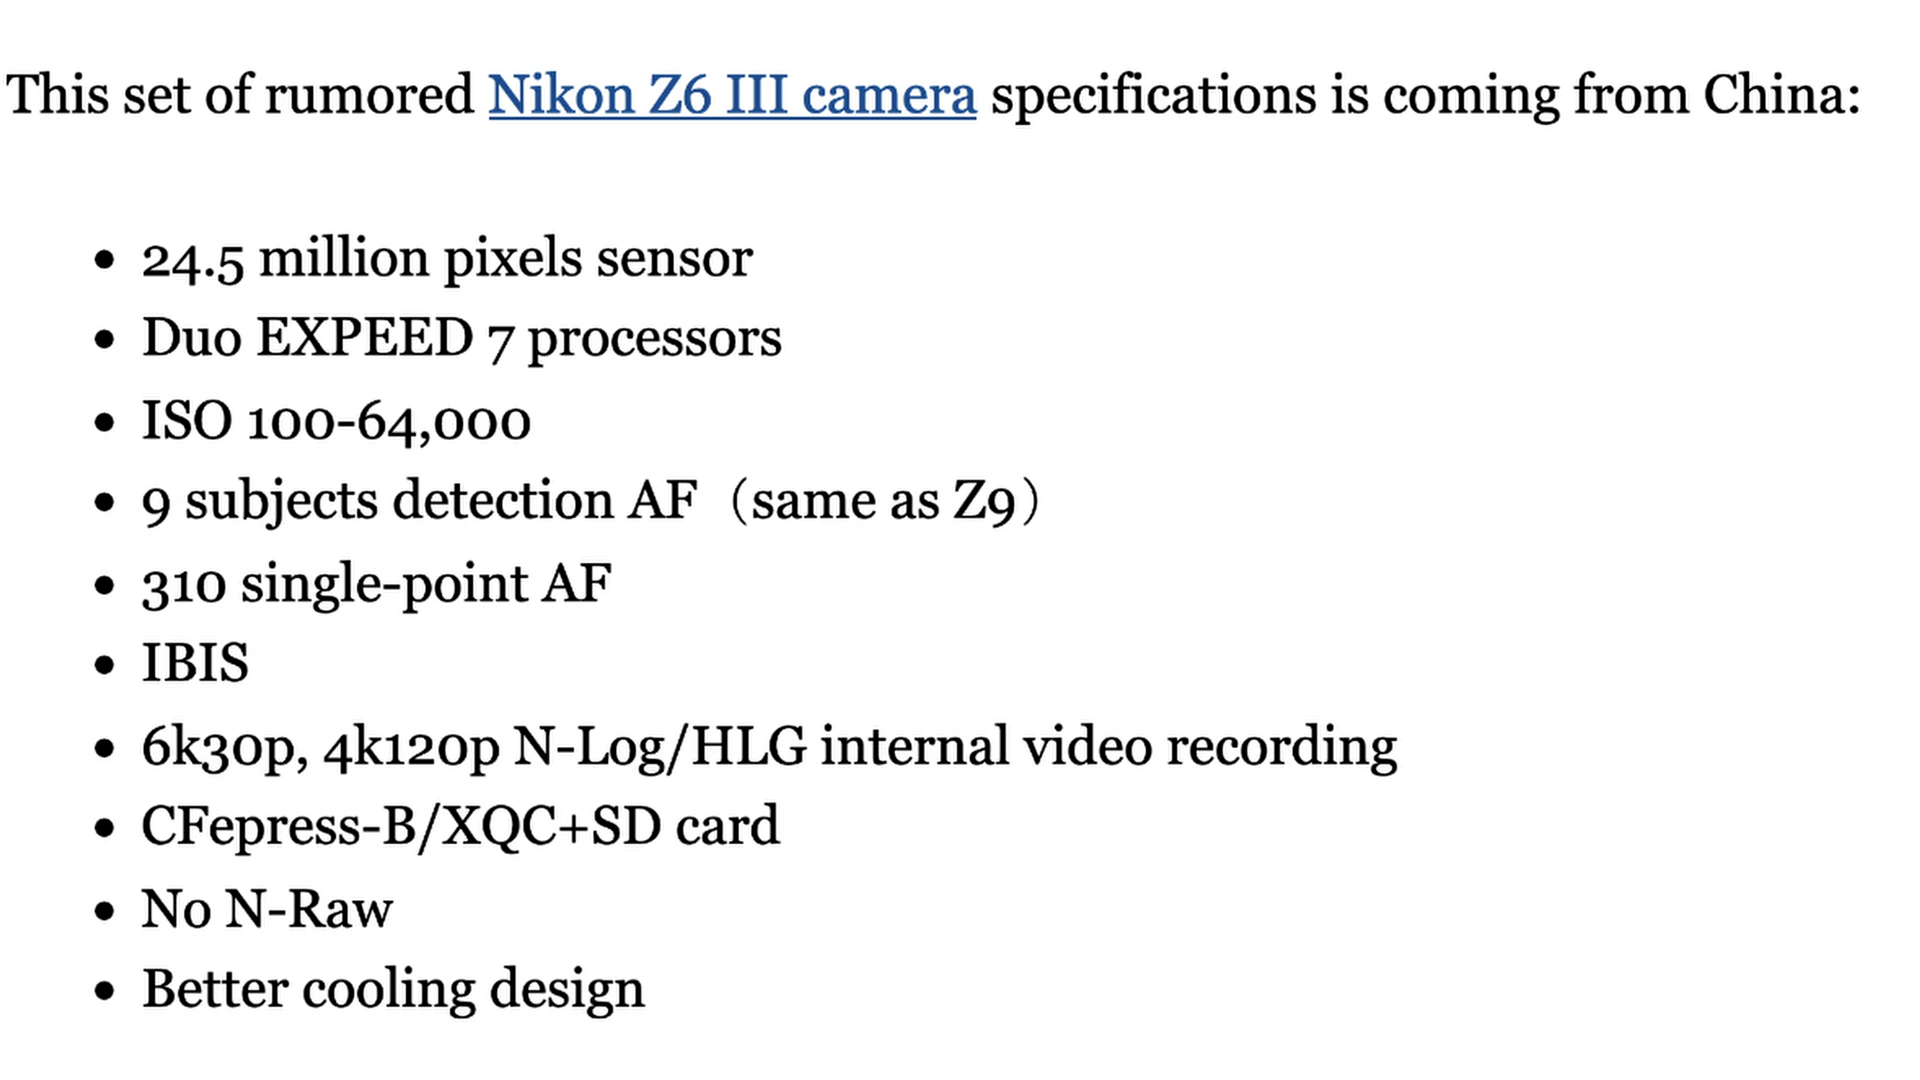 This set of rumored Nikon Z6 III camera specifications is coming from China:
• 24.5 million pixels sensor
• Duo EXPEED 7 processors
• ISO 100-64,000
• 9 subjects detection AF（same as Z9）
• 310 single-point AF
• IBIS
• 6k30p, 4k120p N-Log/HLG internal video recording
• CFepress-B/XQC+SD card
• No N-Raw
• Better cooling design